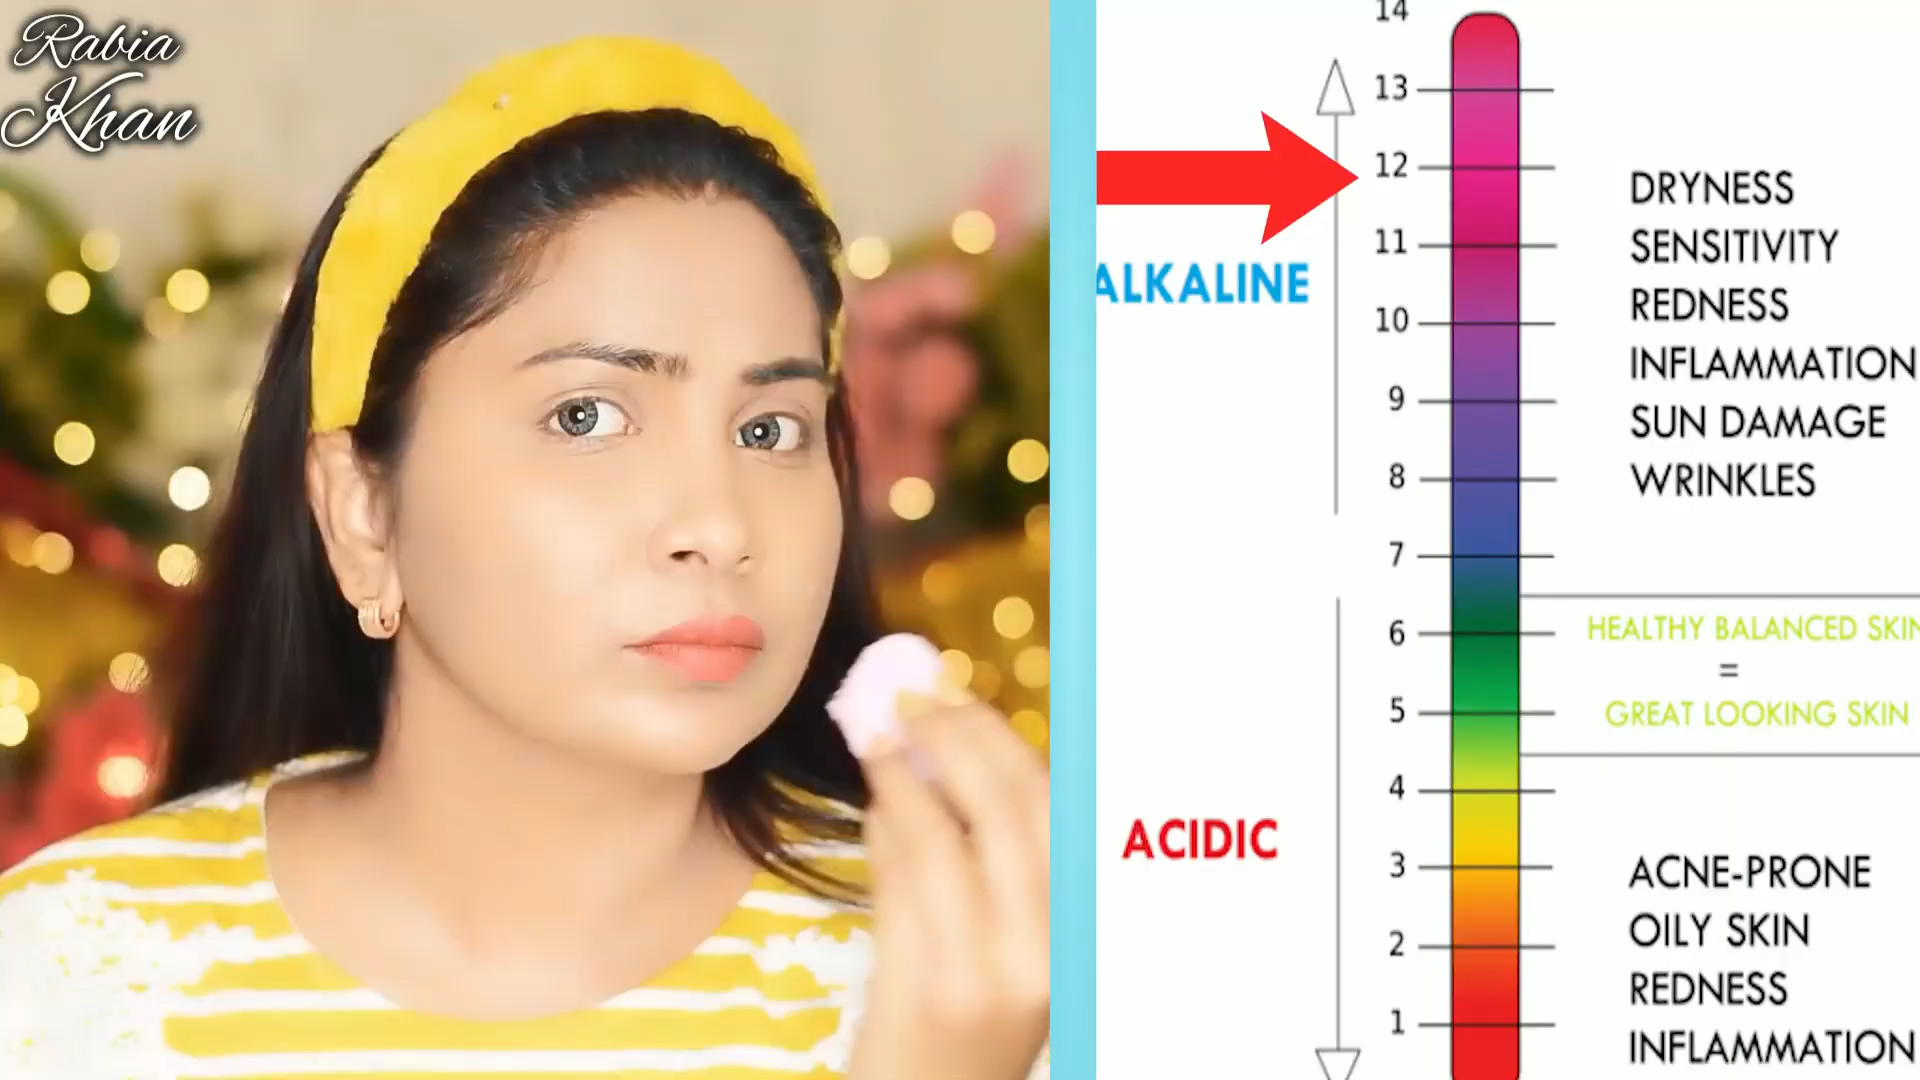 Rabia
Khan
14
13
12
11
10
9
8
7
6
5
4
3
2
1
ALKALINE
ACIDIC
DRYNESS
SENSITIVITY
REDNESS
INFLAMMATION
SUN DAMAGE
WRINKLES
HEALTHY BALANCED SKIN
=
GREAT LOOKING SKIN
ACNE-PRONE
OILY SKIN
REDNESS
INFLAMMATION